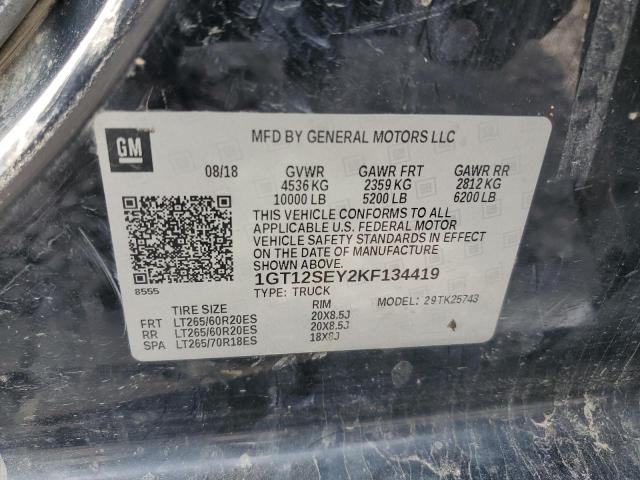 GM
MFD BY GENERAL MOTORS LLC
08/18 GVWR GAWR FRT GAWR RR
4536 KG 2359 KG 2812 KG
10000 LB 5200 LB 6200 LB
THIS VEHICLE CONFORMS TO ALL
APPLICABLE U.S. FEDERAL MOTOR
VEHICLE SAFETY STANDARDS IN EFFECT
ON THE DATE OF MANUFACTURE
SHOWN ABOVE.
1GT12SEY2KF134419
8555
TYPE: TRUCK MODEL: 29TK25743
TIRE SIZE RIM
FRT LT265/60R20ES 20X8.5J
RR LT265/60R20ES 20X8.5J
SPA LT265/70R18ES 18X8J